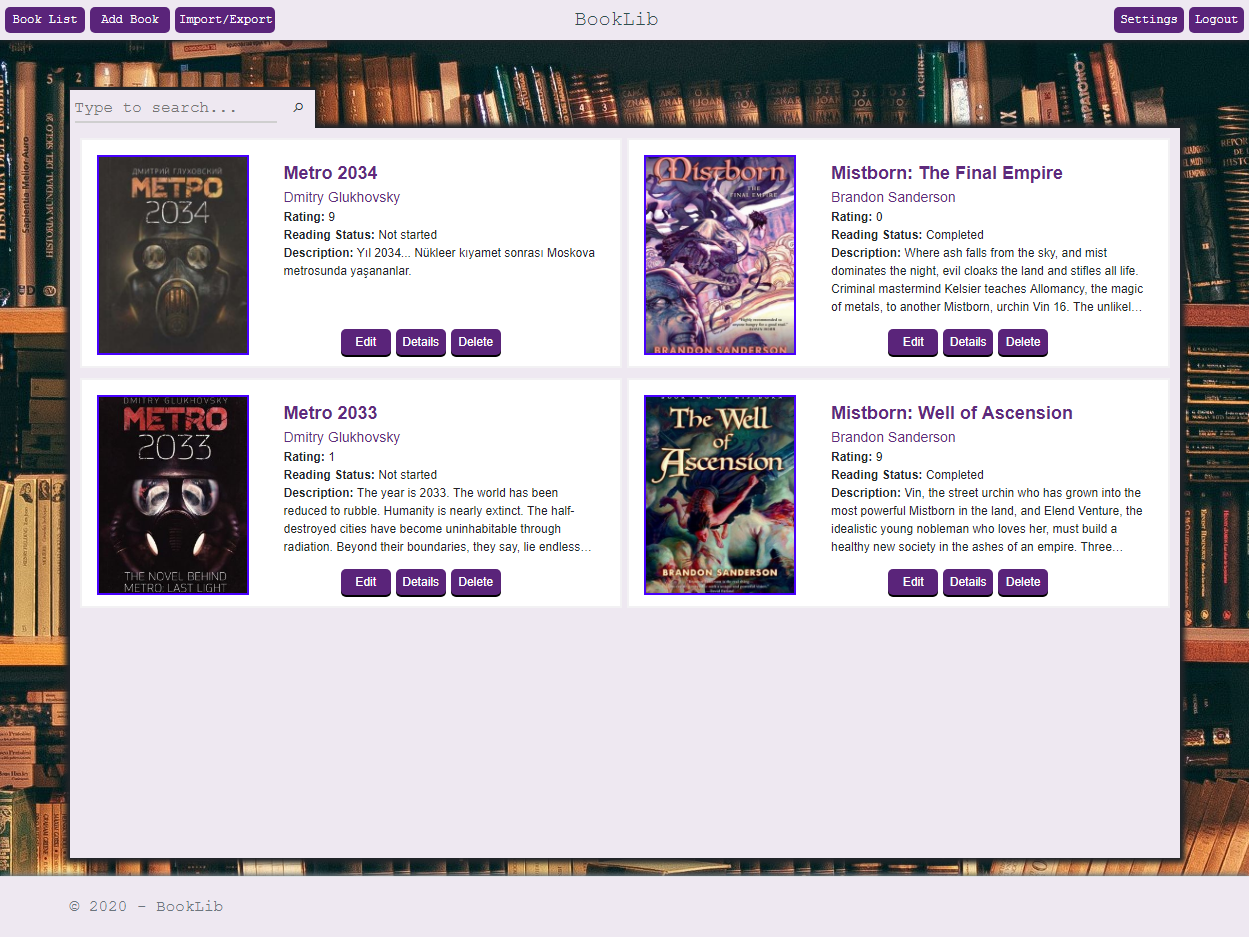 Book List Add Book Import/Export BookLib Settings Logout
Type to search...
ДМИТРИЙ ГЛУХОВСКИЙ
МЕТРО
2034
Metro 2034
Dmitry Glukhovsky
Rating: 9
Reading Status: Not started
Description: Yıl 2034... Nükleer kıyamet sonrası Moskova
metrosunda yaşananlar.
Edit Details Delete
Mistborn
THE
FINAL EMPIRE
BRANDON SANDERSON
Mistborn: The Final Empire
Brandon Sanderson
Rating: 0
Reading Status: Completed
Description: Where ash falls from the sky, and mist
dominates the night, evil cloaks the land and stifles all life.
Criminal mastermind Kelsier teaches Allomancy, the magic
of metals, to another Mistborn, urchin Vin 16. The unlikel...
Edit Details Delete
DMITRY GLUKHOVSKY
METRO
2033
THE NOVEL BEHIND
METRO: LAST LIGHT
Metro 2033
Dmitry Glukhovsky
Rating: 1
Reading Status: Not started
Description: The year is 2033. The world has been
reduced to rubble. Humanity is nearly extinct. The half-
destroyed cities have become uninhabitable through
radiation. Beyond their boundaries, they say, lie endless...
Edit Details Delete
The Well
of
Ascension
BRANDON SANDERSON
Mistborn: Well of Ascension
Brandon Sanderson
Rating: 9
Reading Status: Completed
Description: Vin, the street urchin who has grown into the
most powerful Mistborn in the land, and Elend Venture, the
idealistic young nobleman who loves her, must build a
healthy new society in the ashes of an empire. Three...
Edit Details Delete
Sapientia Melior Auro
HISTORIA MUNDIAL DEL SIGLO 20
© 2020 - BookLib